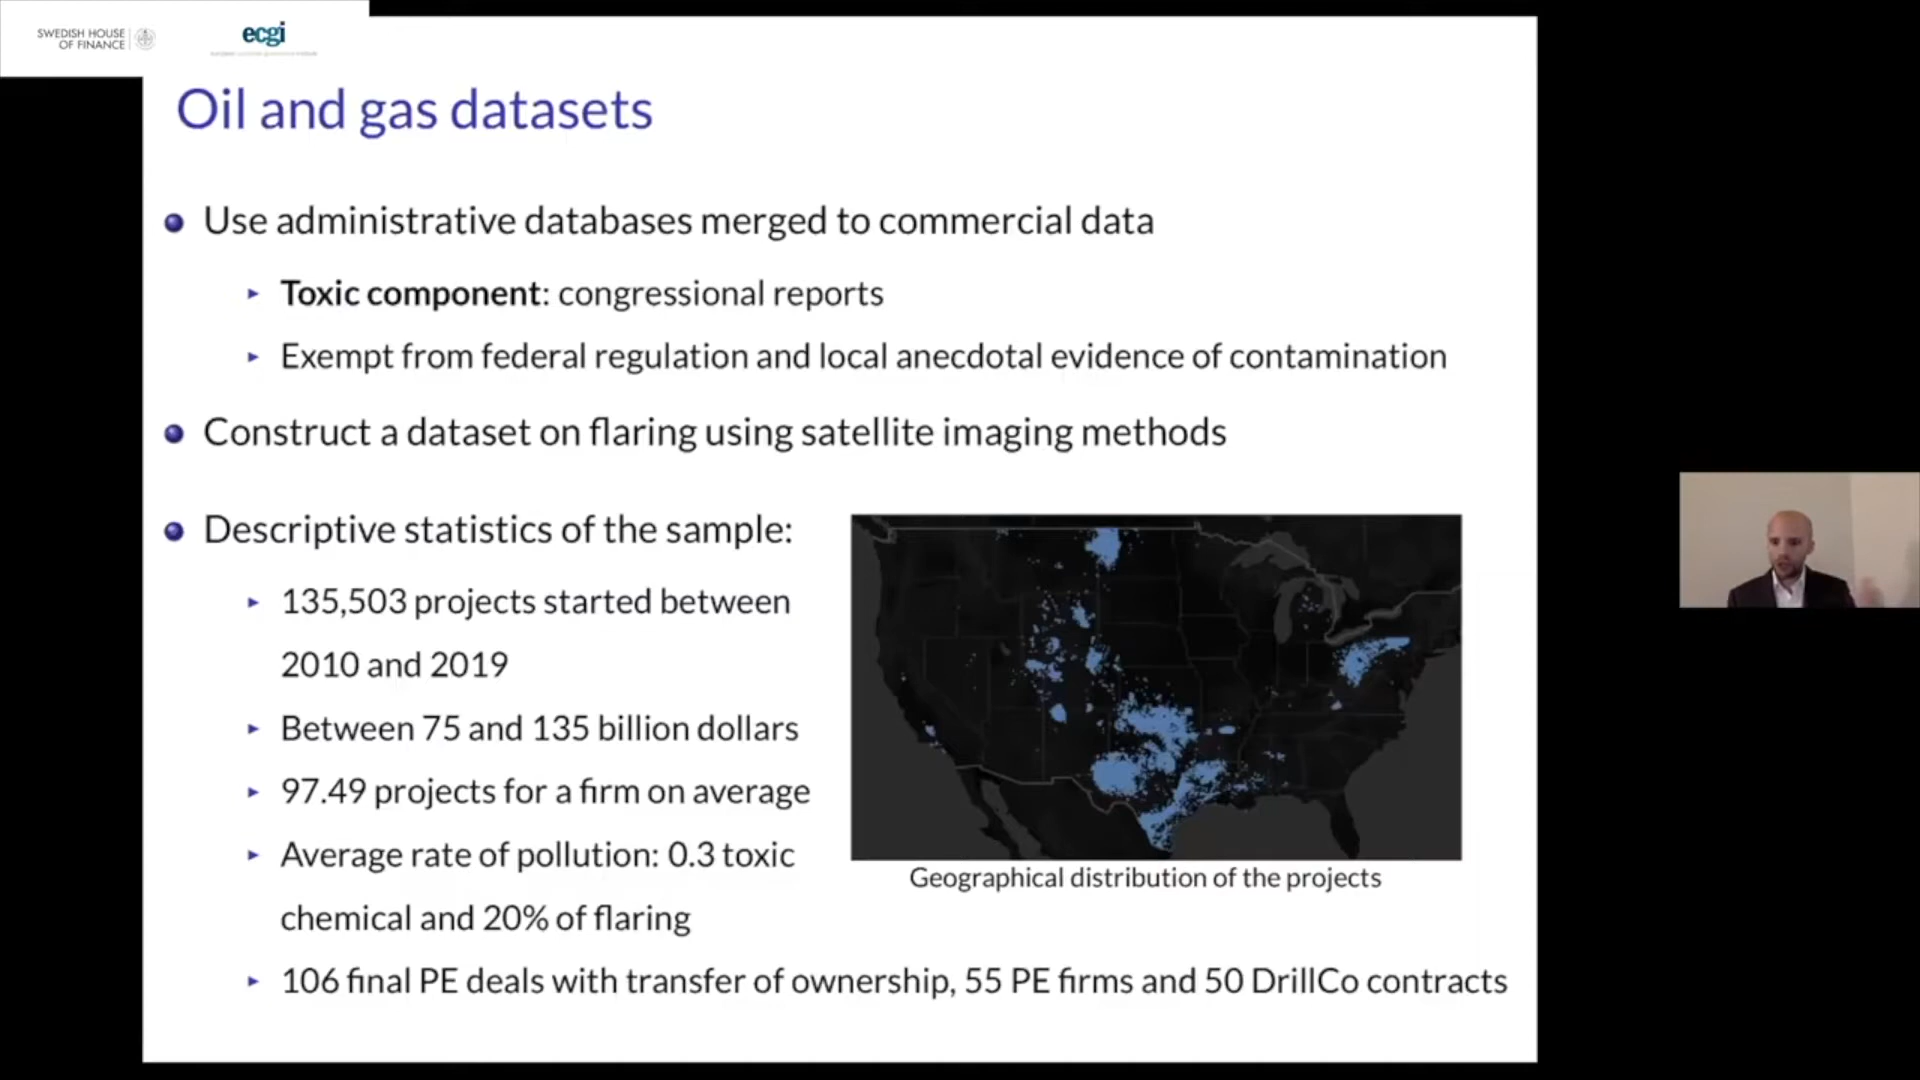 SWEDISH HOUSE
OF FINANCE
ecgi
Oil and gas datasets
Use administrative databases merged to commercial data
Toxic component: congressional reports
Exempt from federal regulation and local anecdotal evidence of contamination
Construct a dataset on flaring using satellite imaging methods
Descriptive statistics of the sample:
135,503 projects started between
2010 and 2019
Between 75 and 135 billion dollars
97.49 projects for a firm on average
Average rate of pollution: 0.3 toxic
chemical and 20% of flaring
Geographical distribution of the projects
106 final PE deals with transfer of ownership, 55 PE firms and 50 DrillCo contracts